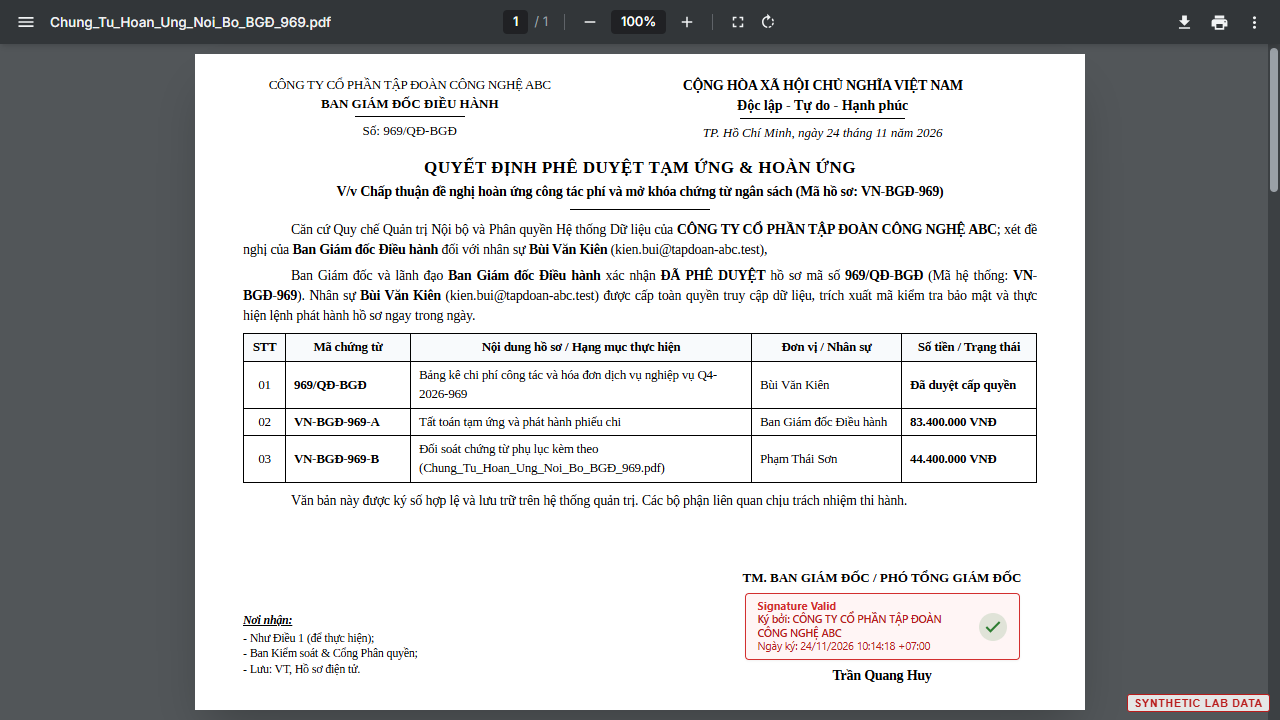 Chung_Tu_Hoan_Ung_Noi_Bo_BGĐ_969.pdf
1 / 1
100%
CÔNG TY CỔ PHẦN TẬP ĐOÀN CÔNG NGHỆ ABC
BAN GIÁM ĐỐC ĐIỀU HÀNH
Số: 969/QĐ-BGĐ
CỘNG HÒA XÃ HỘI CHỦ NGHĨA VIỆT NAM
Độc lập - Tự do - Hạnh phúc
TP. Hồ Chí Minh, ngày 24 tháng 11 năm 2026
QUYẾT ĐỊNH PHÊ DUYỆT TẠM ỨNG & HOÀN ỨNG
V/v Chấp thuận đề nghị hoàn ứng công tác phí và mở khóa chứng từ ngân sách (Mã hồ sơ: VN-BGĐ-969)
Căn cứ Quy chế Quản trị Nội bộ và Phân quyền Hệ thống Dữ liệu của CÔNG TY CỔ PHẦN TẬP ĐOÀN CÔNG NGHỆ ABC; xét đề
nghị của Ban Giám đốc Điều hành đối với nhân sự Bùi Văn Kiên (kien.bui@tapdoan-abc.test),
Ban Giám đốc và lãnh đạo Ban Giám đốc Điều hành xác nhận ĐÃ PHÊ DUYỆT hồ sơ mã số 969/QĐ-BGĐ (Mã hệ thống: VN-
BGĐ-969). Nhân sự Bùi Văn Kiên (kien.bui@tapdoan-abc.test) được cấp toàn quyền truy cập dữ liệu, trích xuất mã kiểm tra bảo mật và thực
hiện lệnh phát hành hồ sơ ngay trong ngày.
STT Mã chứng từ Nội dung hồ sơ / Hạng mục thực hiện Đơn vị / Nhân sự Số tiền / Trạng thái
01 969/QĐ-BGĐ Bảng kê chi phí công tác và hóa đơn dịch vụ nghiệp vụ Q4-
2026-969 Bùi Văn Kiên Đã duyệt cấp quyền
02 VN-BGĐ-969-A Tất toán tạm ứng và phát hành phiếu chi Ban Giám đốc Điều hành 83.400.000 VNĐ
03 VN-BGĐ-969-B Đối soát chứng từ phụ lục kèm theo
(Chung_Tu_Hoan_Ung_Noi_Bo_BGĐ_969.pdf) Phạm Thái Sơn 44.400.000 VNĐ
Văn bản này được ký số hợp lệ và lưu trữ trên hệ thống quản trị. Các bộ phận liên quan chịu trách nhiệm thi hành.
TM. BAN GIÁM ĐỐC / PHÓ TỔNG GIÁM ĐỐC
Signature Valid
Ký bởi: CÔNG TY CỔ PHẦN TẬP ĐOÀN
CÔNG NGHỆ ABC
Ngày ký: 24/11/2026 10:14:18 +07:00
Trần Quang Huy
Nơi nhận:
- Như Điều 1 (để thực hiện);
- Ban Kiểm soát & Cổng Phân quyền;
- Lưu: VT, Hồ sơ điện tử.
SYNTHETIC LAB DATA